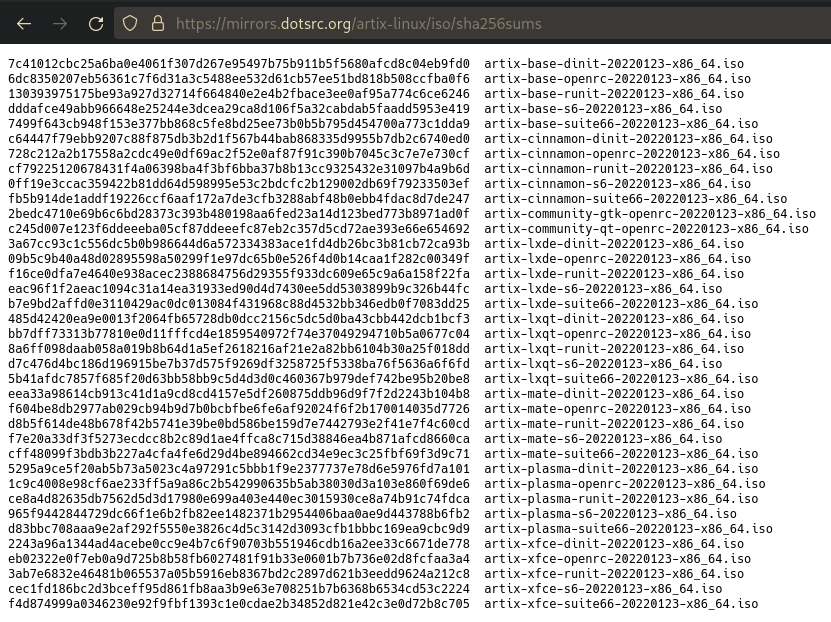 https://mirrors.dotsrc.org/artix-linux/iso/sha256sums
7c41012cbc25a6ba0e4061f307d267e95497b75b911b5f5680afcd8c04eb9fd0  artix-base-dinit-20220123-x86_64.iso
6dc8350207eb56361c7f6d31a3c5488ee532d61cb57ee51bd818b508ccfba0f6  artix-base-openrc-20220123-x86_64.iso
130393975175be93a927d32714f664840e2e4b2fbace3ee0af95a774c6ce6246  artix-base-runit-20220123-x86_64.iso
dddafce49abb966648e25244e3dcea29ca8d106f5a32cabdab5faadd5953e419  artix-base-s6-20220123-x86_64.iso
7499f643cb948f153e377bb868c5fe8bd25ee73b0b5b795d454700a773c1dda9  artix-base-suite66-20220123-x86_64.iso
c64447f79ebb9207c88f875db3b2d1f567b44bab868335d9955b7db2c6740ed0  artix-cinnamon-dinit-20220123-x86_64.iso
728c212a2b17558a2cdc49e0df69ac2f52e0af87f91c390b7045c3c7e7e730cf  artix-cinnamon-openrc-20220123-x86_64.iso
cf79225120678431f4a06398ba4f3bf6bba37b8b13cc9325432e31097b4a9b6d  artix-cinnamon-runit-20220123-x86_64.iso
0ff19e3ccac359422b81dd64d598995e53c2bdcfc2b129002db69f79233503ef  artix-cinnamon-s6-20220123-x86_64.iso
fb5b914de1addf19226ccf6aaf172a7de3cfb3288abf48b0ebb4fdac8d7de247  artix-cinnamon-suite66-20220123-x86_64.iso
2bedc4710e69b6c6bd28373c393b480198aa6fed23a14d123bed773b8971ad0f  artix-community-gtk-openrc-20220123-x86_64.iso
c245d007e123f6ddeeeba05cf87ddeeefc87eb2c357d5cd72ae393e66e654692  artix-community-qt-openrc-20220123-x86_64.iso
3a67cc93c1c556dc5b0b986644d6a572334383ace1fd4db26bc3b81cb72ca93b  artix-lxde-dinit-20220123-x86_64.iso
09b5c9b40a48d02895598a50299f1e97dc65b0e526f4d0b14caa1f282c00349f  artix-lxde-openrc-20220123-x86_64.iso
f16ce0dfa7e4640e938acec2388684756d29355f933dc609e65c9a6a158f22fa  artix-lxde-runit-20220123-x86_64.iso
eac96f1f2aeac1094c31a14ea31933ed90d4d7430ee5dd5303899b9c326b44fc  artix-lxde-s6-20220123-x86_64.iso
b7e9bd2affd0e3110429ac0dc013084f431968c88d4532bb346edb0f7083dd25  artix-lxde-suite66-20220123-x86_64.iso
485d42420ea9e0013f2064fb65728db0dcc2156c5dc5d0ba43cbb442dcb1bcf3  artix-lxqt-dinit-20220123-x86_64.iso
bb7dff73313b77810e0d11fffcd4e1859540972f74e37049294710b5a0677c04  artix-lxqt-openrc-20220123-x86_64.iso
8a6ff098daab058a019b8b64d1a5ef2618216af21e2a82bb6104b30a25f018dd  artix-lxqt-runit-20220123-x86_64.iso
d7c476d4bc186d196915be7b37d575f9269df3258725f5338ba76f5636a6f6fd  artix-lxqt-s6-20220123-x86_64.iso
5b41afdc7857f685f20d63bb58bb9c5d4d3d0c460367b979def742be95b20be8  artix-lxqt-suite66-20220123-x86_64.iso
eea33a98614cb913c41d1a9cd8cd4157e5df260875ddb96d9f7f2d2243b104b8  artix-mate-dinit-20220123-x86_64.iso
f604be8db2977ab029cb94b9d7b0bcbfbe6fe6af92024f6f2b170014035d7726  artix-mate-openrc-20220123-x86_64.iso
d8b5f614de48b678f42b5741e39be0bd586be159d7e7442793e2f41e7f4c60cd  artix-mate-runit-20220123-x86_64.iso
f7e20a33df3f5273ecdcc8b2c89d1ae4ffca8c715d38846ea4b871afcd8660ca  artix-mate-s6-20220123-x86_64.iso
cff48099f3bdb3b227a4cfa4fe6d29d4be894662cd34e9ec3c25fbf69f3d9c71  artix-mate-suite66-20220123-x86_64.iso
5295a9ce5f20ab5b73a5023c4a97291c5bbb1f9e2377737e78d6e5976fd7a101  artix-plasma-dinit-20220123-x86_64.iso
1c9c4008e98cf6ae233ff5a9a86c2b542990635b5ab38030d3a103e860f69de6  artix-plasma-openrc-20220123-x86_64.iso
ce8a4d82635db7562d5d3d17980e699a403e440ec3015930ce8a74b91c74fdca  artix-plasma-runit-20220123-x86_64.iso
965f9442844729dc66f1e6b2fb82ee1482371b2954406baa0ae9d443788b6fb2  artix-plasma-s6-20220123-x86_64.iso
d83bbc708aaa9e2af292f5550e3826c4d5c3142d3093cfb1bbbc169ea9cbc9d9  artix-plasma-suite66-20220123-x86_64.iso
2243a96a1344ad4acebe0cc9e4b7c6f90703b551946cdb16a2ee33c6671de778  artix-xfce-dinit-20220123-x86_64.iso
eb02322e0f7eb0a9d725b8b58fb6027481f91b33e0601b7b736e02d8fcfaa3a4  artix-xfce-openrc-20220123-x86_64.iso
3ab7e6832e46481b065537a05b5916eb8367bd2c2897d621b3eedd9624a212c8  artix-xfce-runit-20220123-x86_64.iso
cec1fd186bc2d3bceff95d861fb8aa3b9e63e708251b7b6368b6534cd53c2224  artix-xfce-s6-20220123-x86_64.iso
f4d874999a0346230e92f9fbf1393c1e0cdae2b34852d821e42c3e0d72b8c705  artix-xfce-suite66-20220123-x86_64.iso